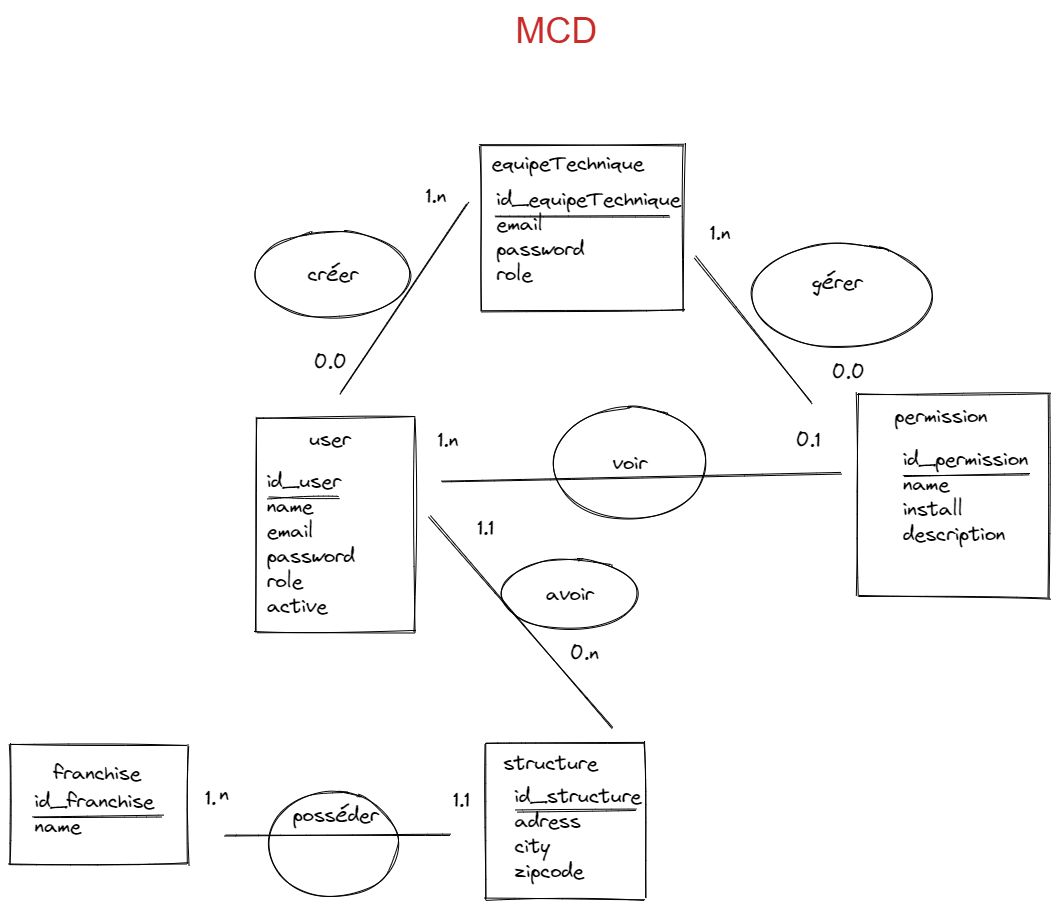 MCD
equipeTechnique
id_equipeTechnique
email
password
role
1.n
créer
0.0
1.n
gérer
0.0
user
id_user
name
email
password
role
active
1.n
voir
0.1
permission
id_permission
name
install
description
1.1
avoir
0.n
franchise
id_franchise
name
1.n
posséder
1.1
structure
id_structure
adress
city
zipcode